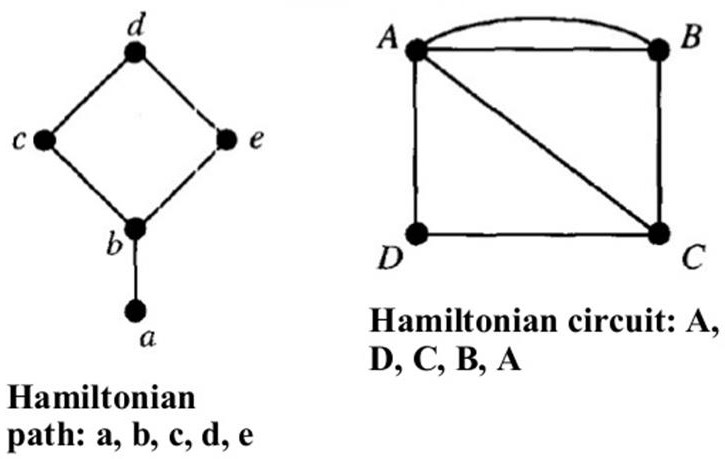 d
c
e
b
a
Hamiltonian
path: a, b, c, d, e
A
B
D
C
Hamiltonian circuit: A,
D, C, B, A